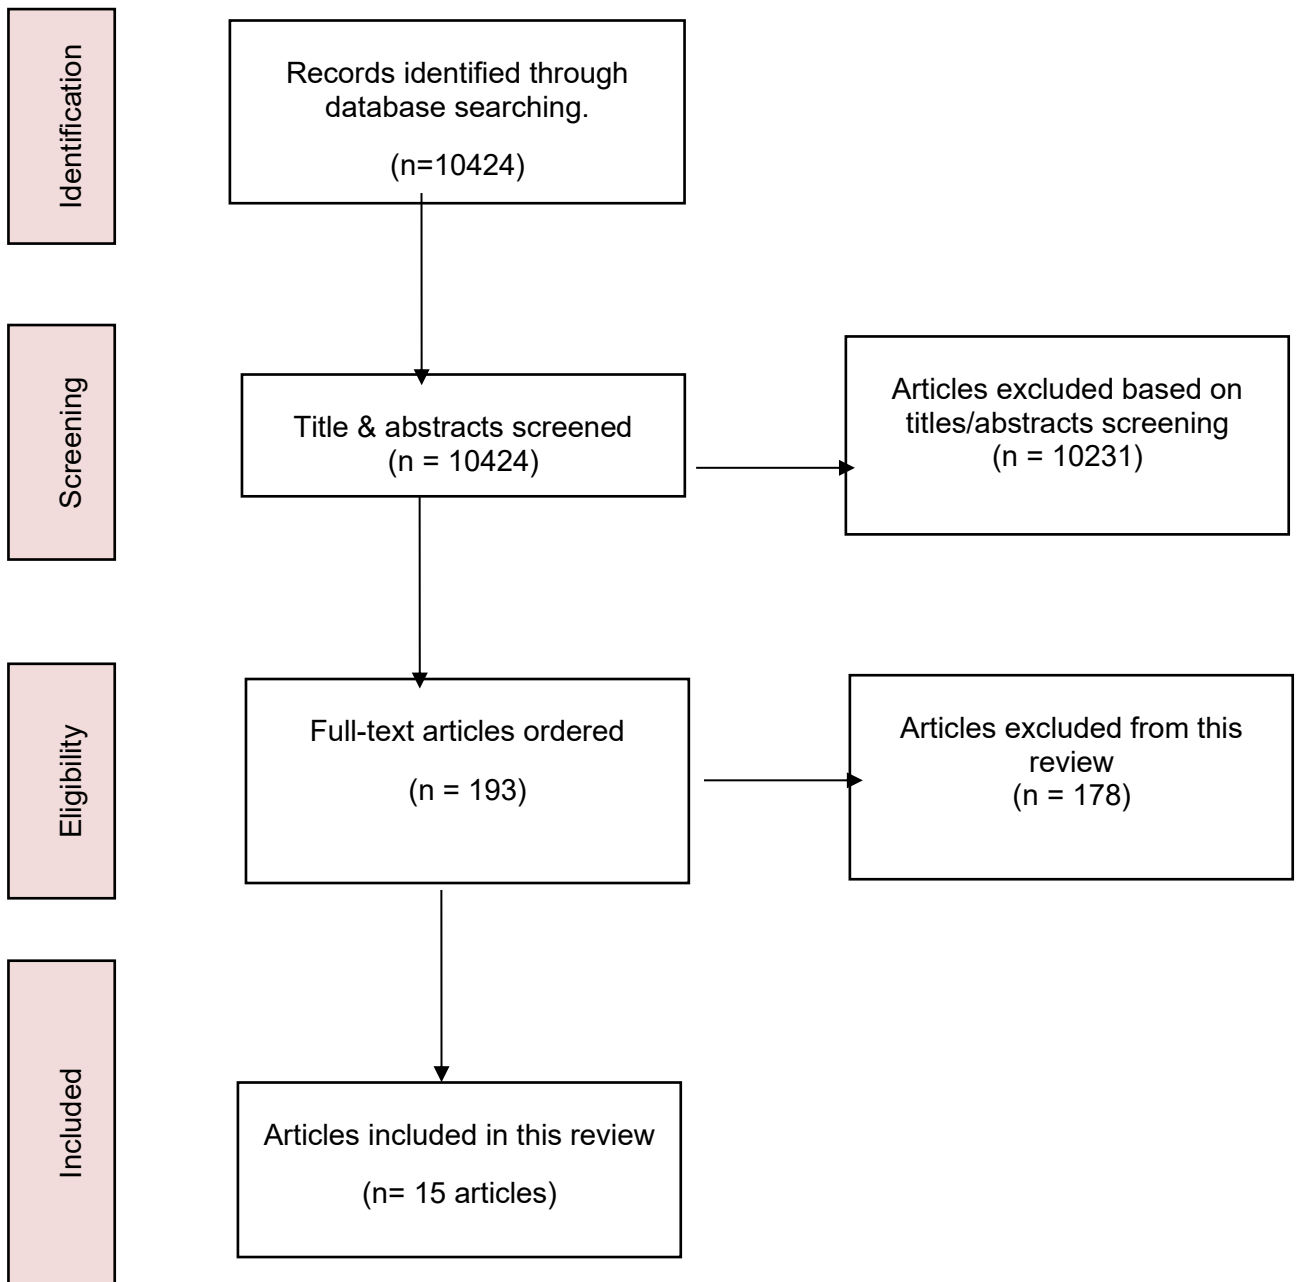 Identification
Records identified through
database searching.
(n=10424)
Screening
Title & abstracts screened
(n = 10424)
Articles excluded based on
titles/abstracts screening
(n = 10231)
Eligibility
Full-text articles ordered
(n = 193)
Articles excluded from this
review
(n = 178)
Included
Articles included in this review
(n= 15 articles)